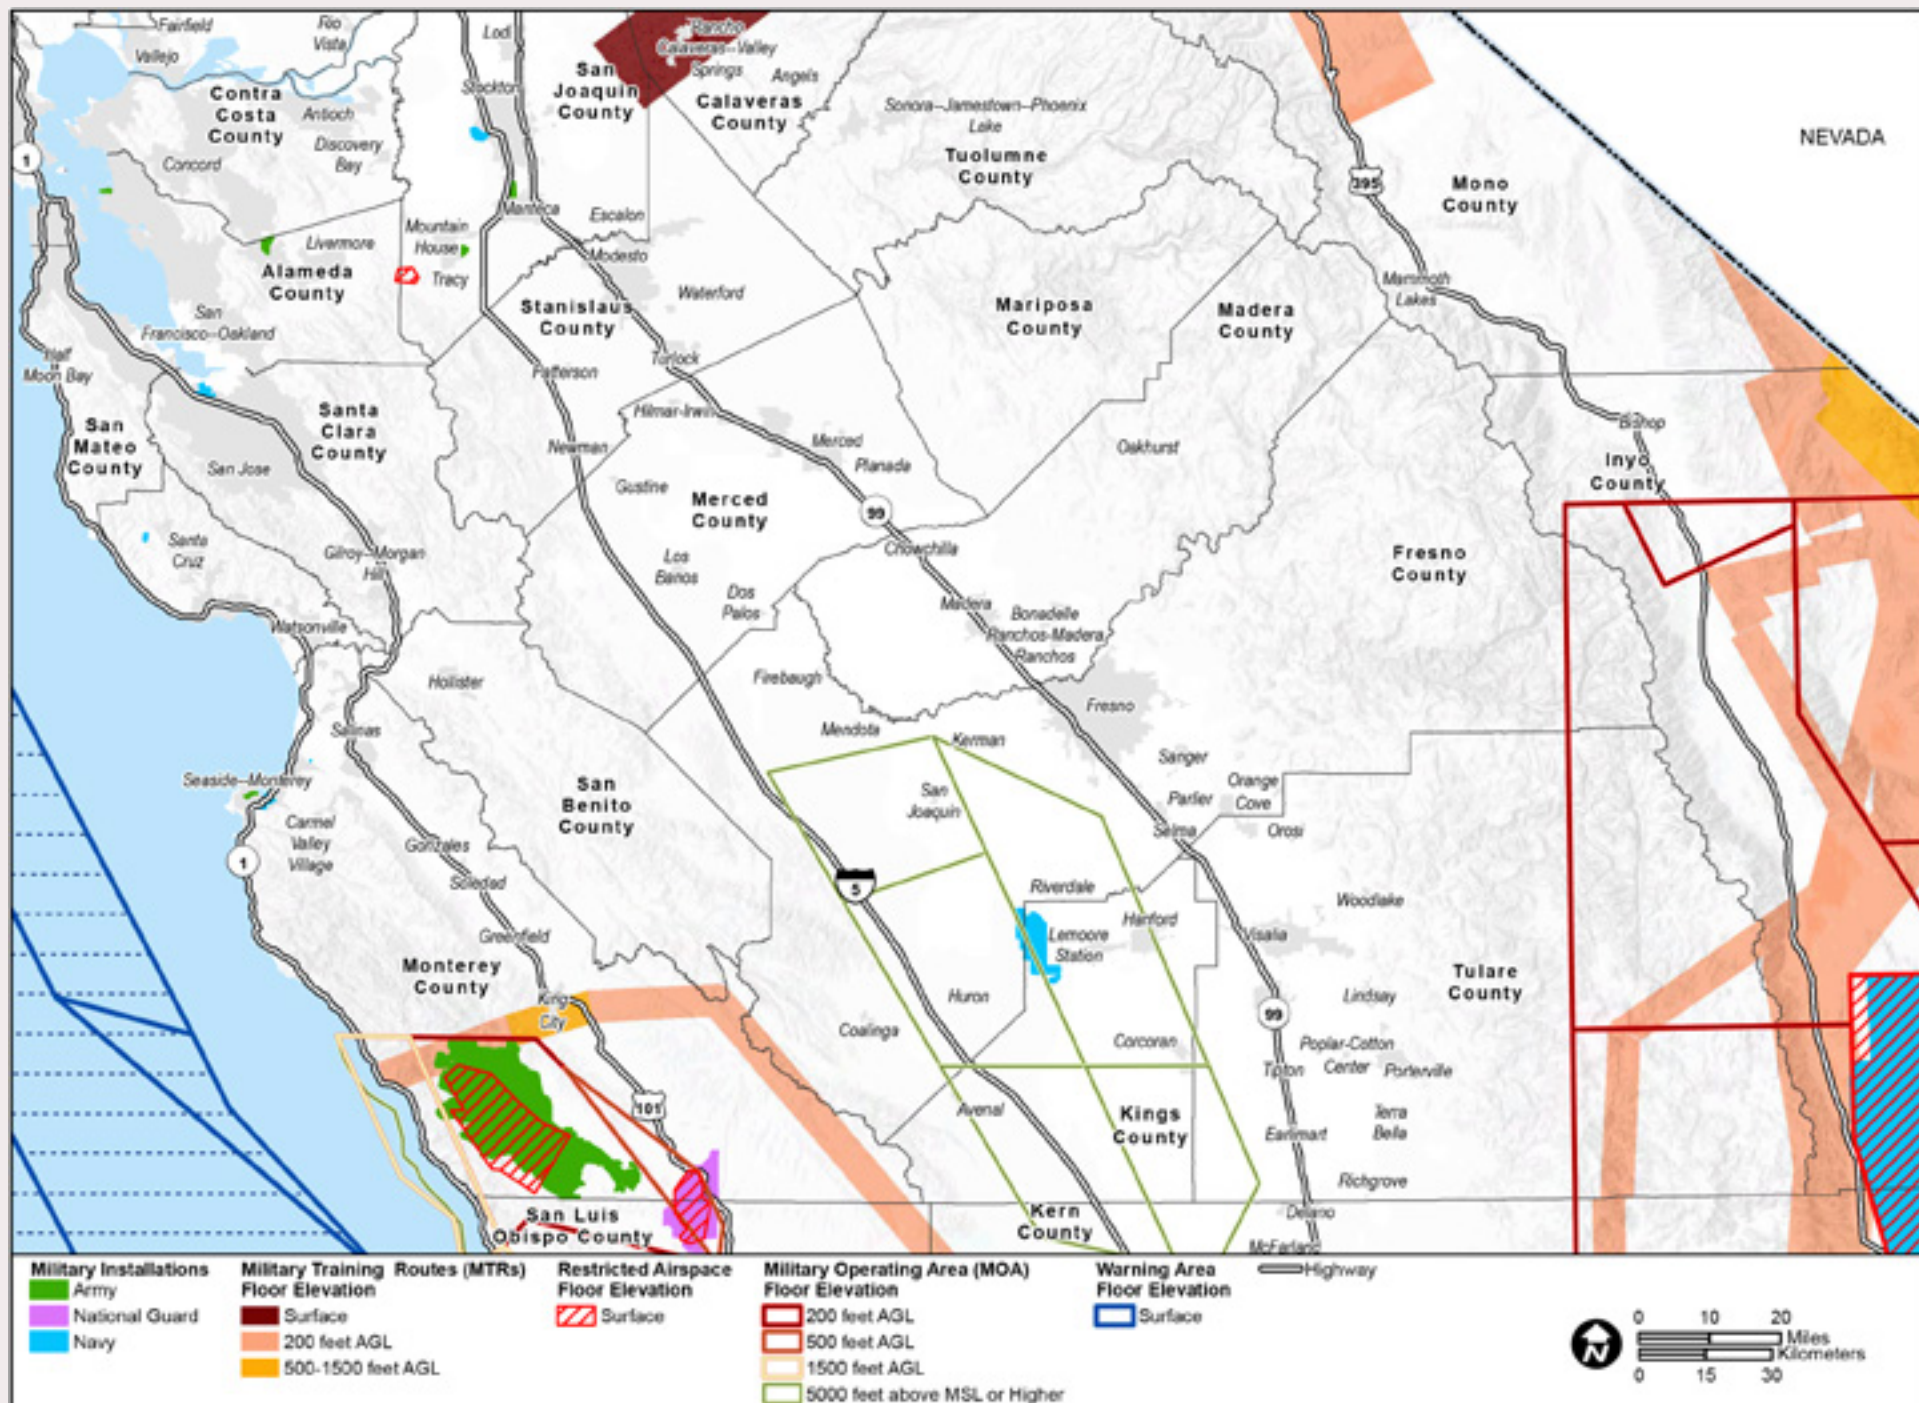 Fairfield
Rio
Vista
Vallejo
Lodi
Rancho
Calaveras--Valley
Springs
Angels
San
Joaquin
County
Calaveras
County
Stockton
Contra
Costa
County
Antioch
Discovery
Bay
Concord
1
Sonora--Jamestown--Phoenix
Lake
Tuolumne
County
NEVADA
395
Mono
County
Manteca
Escalon
Modesto
Mountain
House
Livermore
Tracy
Alameda
County
San
Francisco--Oakland
Stanislaus
County
Waterford
Mariposa
County
Madera
County
Mammoth
Lakes
Half
Moon Bay
Turlock
Patterson
San
Mateo
County
Santa
Clara
County
San Jose
Hilmar-Irwin
Newman
Merced
Planada
Gustine
Merced
County
99
Oakhurst
Bishop
Inyo
County
Santa
Cruz
Gilroy--Morgan
Hill
Los
Banos
Dos
Palos
Chowchilla
Fresno
County
Madera
Bonadelle
Ranchos-Madera
Ranchos
Watsonville
Hollister
Firebaugh
Fresno
Salinas
Mendota
Kerman
Sanger
Seaside--Monterey
San
Benito
County
San
Joaquin
Parlier
Orange
Cove
Selma
Orosi
Carmel
Valley
Village
1
Gonzales
Soledad
5
Riverdale
Woodlake
Greenfield
Lemoore
Station
Hanford
Visalia
Monterey
County
King
City
Huron
Coalinga
Tulare
County
Lindsay
99
Corcoran
Poplar-Cotton
Center
Tipton
Porterville
101
Avenal
Kings
County
Earlimart
Terra
Bella
Richgrove
San Luis
Obispo County
Kern
County
Delano
McFarland
Military Installations
Army
National Guard
Navy
Military Training Routes (MTRs)
Floor Elevation
Surface
200 feet AGL
500-1500 feet AGL
Restricted Airspace
Floor Elevation
Surface
Military Operating Area (MOA)
Floor Elevation
200 feet AGL
500 feet AGL
1500 feet AGL
5000 feet above MSL or Higher
Warning Area
Floor Elevation
Surface
Highway
N
0 10 20
Miles
Kilometers
0 15 30